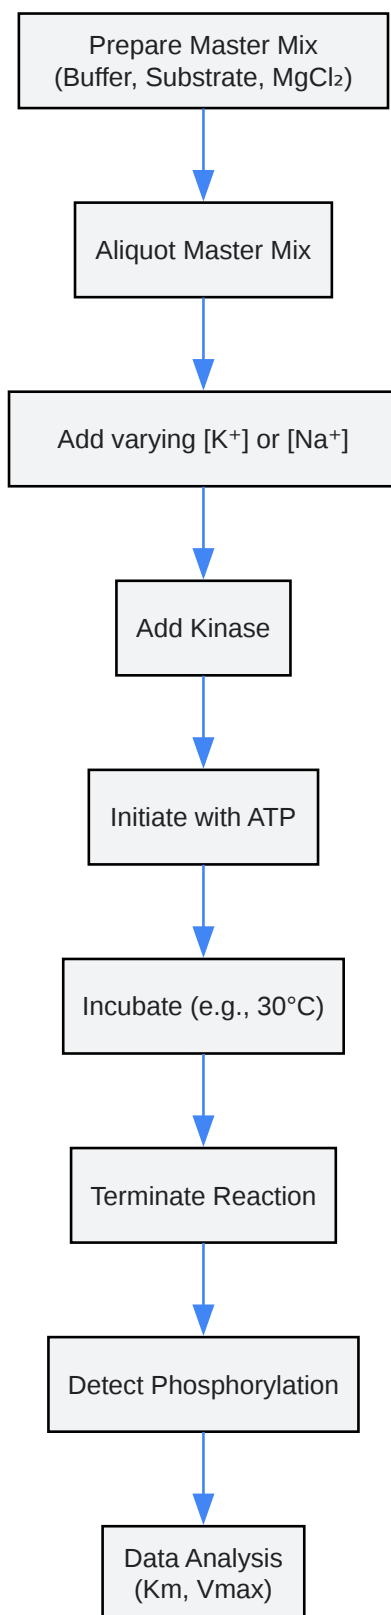 Prepare Master Mix
(Buffer, Substrate, MgCl₂)
Aliquot Master Mix
Add varying [K⁺] or [Na⁺]
Add Kinase
Initiate with ATP
Incubate (e.g., 30°C)
Terminate Reaction
Detect Phosphorylation
Data Analysis
(Km, Vmax)